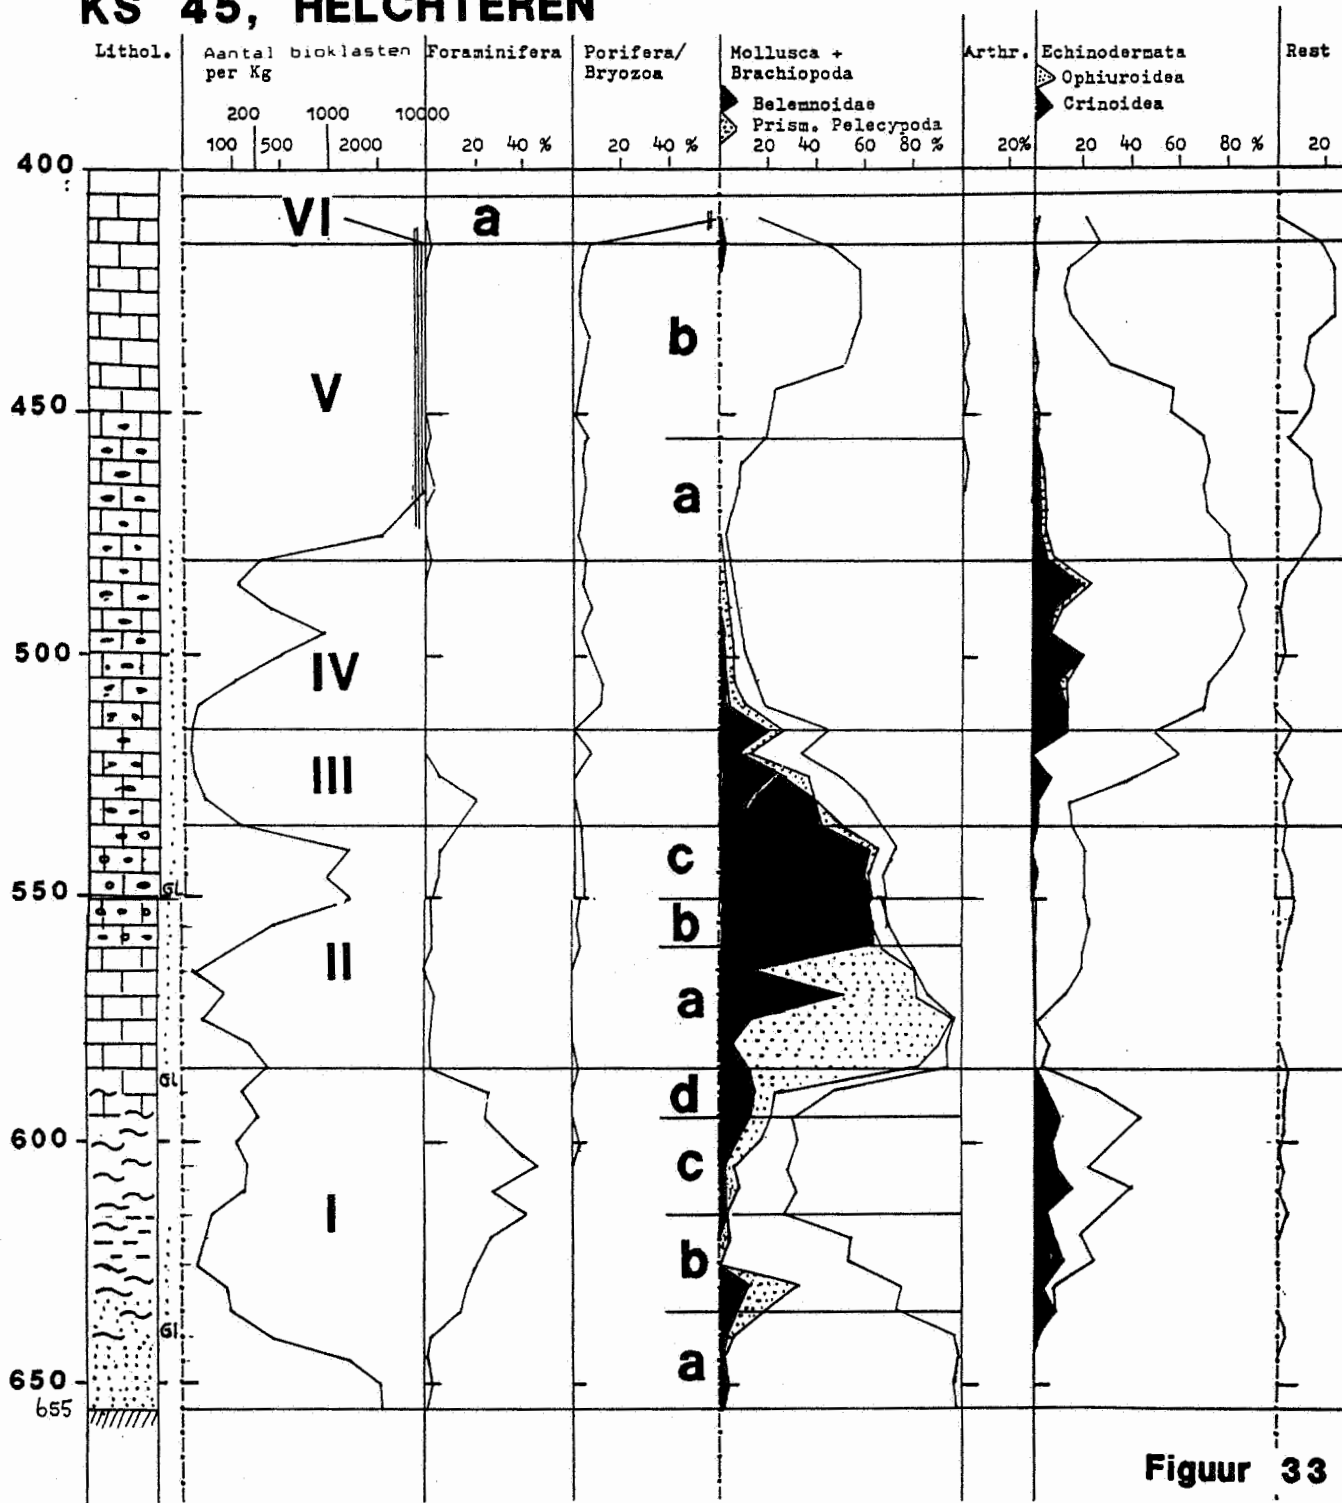 KS 45, HELCHTEREN
Lithol.
Aantal bioklasten
per Kg
Foraminifera
Porifera/
Bryozoa
Mollusca +
Brachiopoda
Belemnoidae
Prism. Pelecypoda
Arthr.
Echinodermata
Ophiuroidea
Crinoidea
Rest
200 1000 10000
100 500 2000
20 40 %
20 40 %
20 40 60 80 %
20%
20 40 60 80 %
20
400
VI a
b
V
450
a
500
IV
III
c
550
Gl
b
II
a
Gl
d
600
c
I
b
Gl
a
650
655
Figuur 33